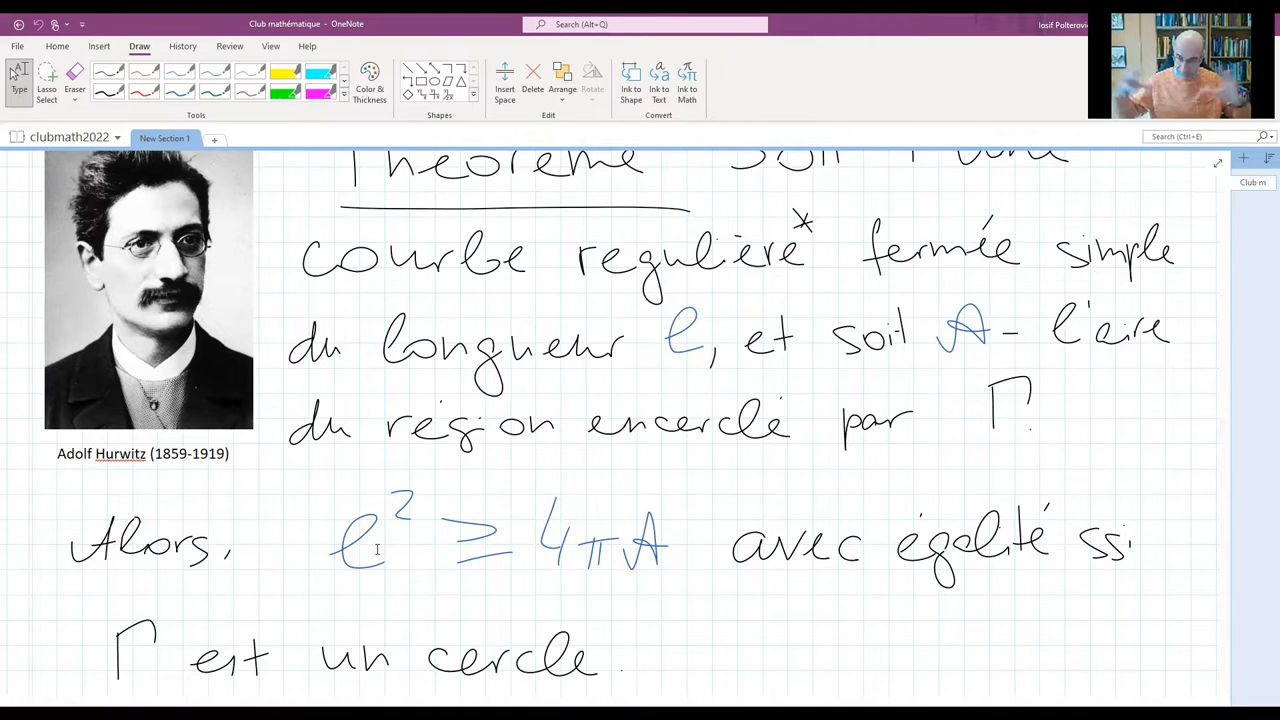 Club mathématique - OneNote
Search (Alt+Q)
Iosif Polterovi
File Home Insert Draw History Review View Help
Type
Lasso Select
Eraser
Color & Thickness
Insert Space
Delete
Arrange
Rotate
Ink to Shape
Ink to Text
Ink to Math
Tools
Shapes
Edit
Convert
clubmath2022
New Section 1
Search (Ctrl+E)
Club m
Théorème Soit Γ une
courbe regulière* fermée simple
du longueur l, et soit A - l'aire
du région encerclé par Γ.
Adolf Hurwitz (1859-1919)
Alors, l² ≥ 4πA avec égalité ssi
Γ est un cercle.